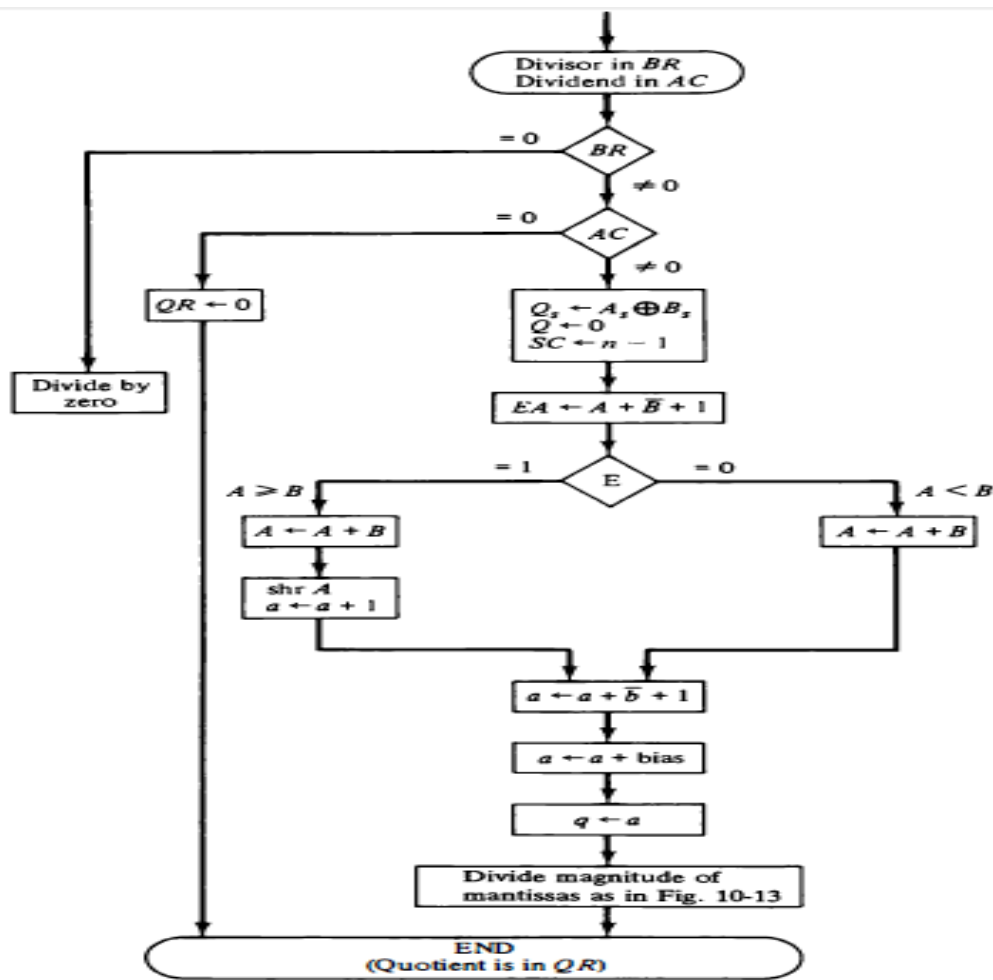 Divisor in BR
Dividend in AC
= 0
BR
≠ 0
= 0
AC
≠ 0
QR ← 0
Qₛ ← Aₛ ⊕ Bₛ
Q ← 0
SC ← n − 1
Divide by
zero
EA ← A + B̅ + 1
= 1
E
= 0
A ⩾ B
A < B
A ← A + B
A ← A + B
shr A
a ← a + 1
a ← a + b̅ + 1
a ← a + bias
q ← a
Divide magnitude of
mantissas as in Fig. 10-13
END
(Quotient is in QR)